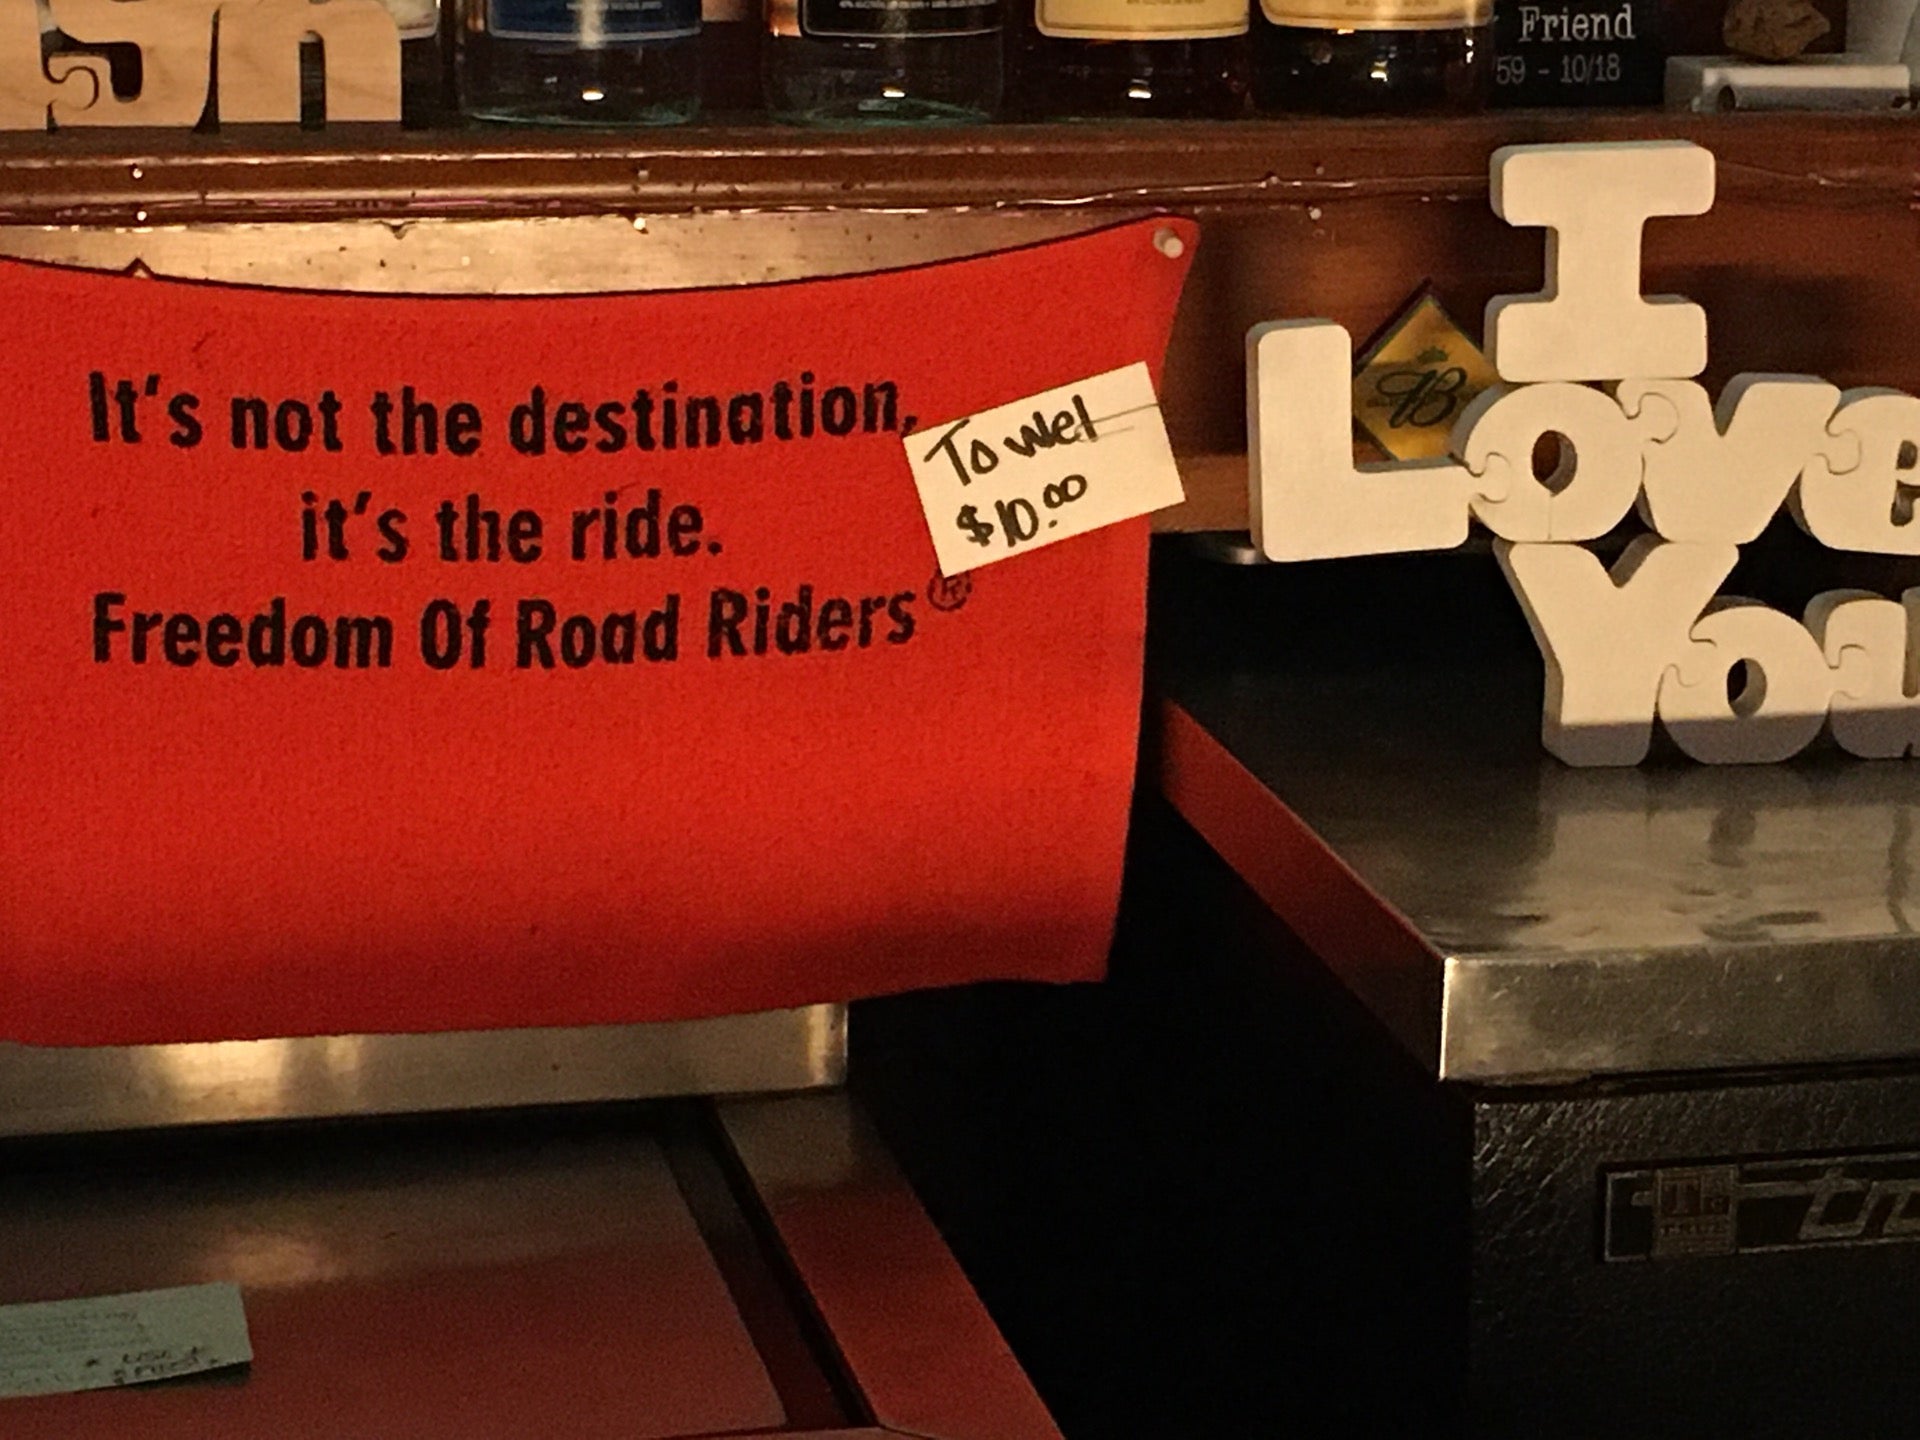 Friend
59 - 10/18
It's not the destination,
it's the ride.
Freedom Of Road Riders®
Towel
$10.00
I
Love
You